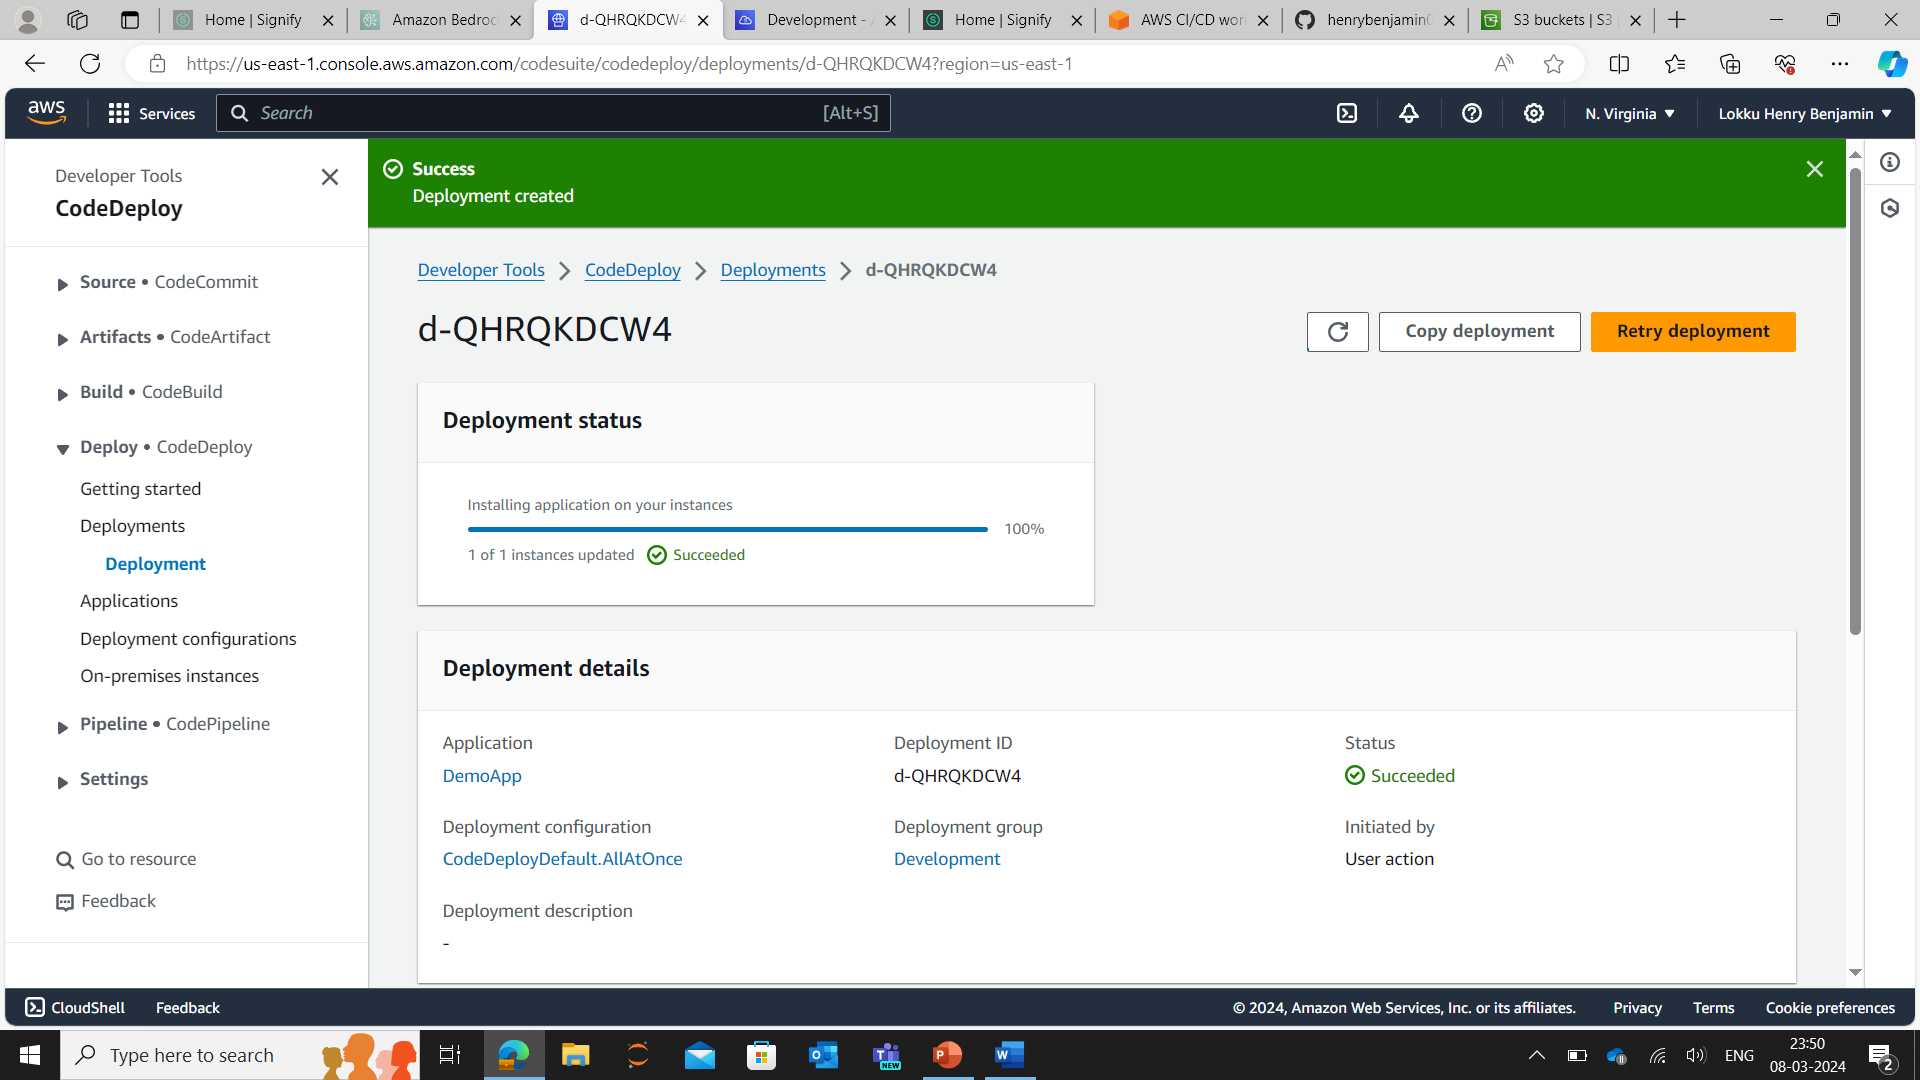 Home | Signify
Amazon Bedroc
d-QHRQKDCW4
Development -
Home | Signify
AWS CI/CD wor
henrybenjamin
S3 buckets | S3
https://us-east-1.console.aws.amazon.com/codesuite/codedeploy/deployments/d-QHRQKDCW4?region=us-east-1
aws
Services
Search
[Alt+S]
N. Virginia
Lokku Henry Benjamin
Developer Tools
CodeDeploy
Source • CodeCommit
Artifacts • CodeArtifact
Build • CodeBuild
Deploy • CodeDeploy
Getting started
Deployments
Deployment
Applications
Deployment configurations
On-premises instances
Pipeline • CodePipeline
Settings
Go to resource
Feedback
Success
Deployment created
Developer Tools
CodeDeploy
Deployments
d-QHRQKDCW4
d-QHRQKDCW4
Copy deployment
Retry deployment
Deployment status
Installing application on your instances
100%
1 of 1 instances updated
Succeeded
Deployment details
Application
DemoApp
Deployment ID
d-QHRQKDCW4
Status
Succeeded
Deployment configuration
CodeDeployDefault.AllAtOnce
Deployment group
Development
Initiated by
User action
Deployment description
-
CloudShell
Feedback
© 2024, Amazon Web Services, Inc. or its affiliates.
Privacy
Terms
Cookie preferences
Type here to search
NEW
ENG
23:50
08-03-2024
2